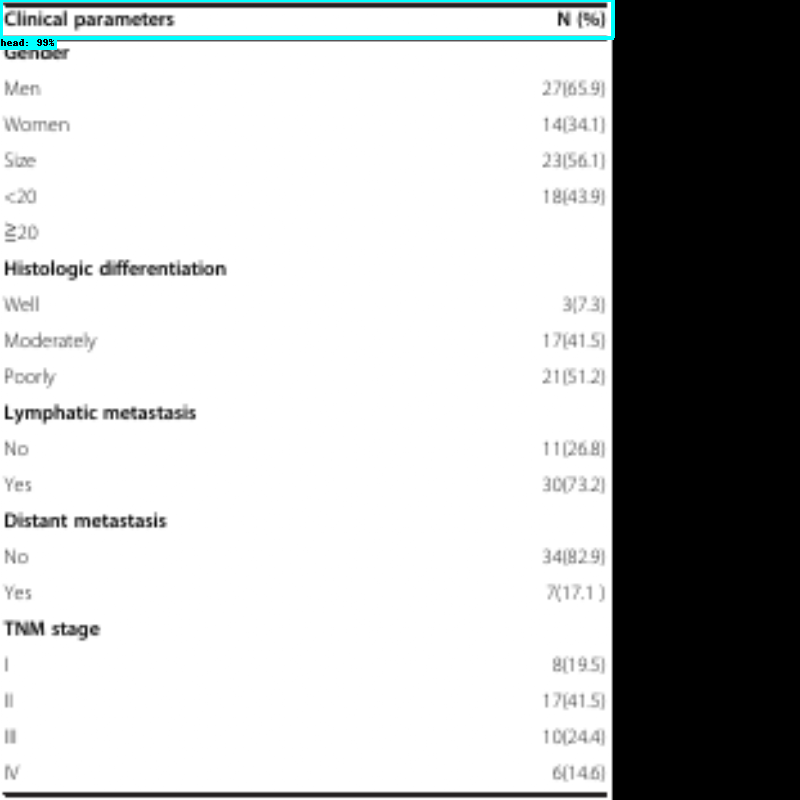 Clinical parameters N (%)
head: 99%
Gender
Men 27(65.9)
Women 14(34.1)
Size 23(56.1)
<20 18(43.9)
≧20
Histologic differentiation
Well 3(7.3)
Moderately 17(41.5)
Poorly 21(51.2)
Lymphatic metastasis
No 11(26.8)
Yes 30(73.2)
Distant metastasis
No 34(82.9)
Yes 7(17.1 )
TNM stage
I 8(19.5)
II 17(41.5)
III 10(24.4)
IV 6(14.6)